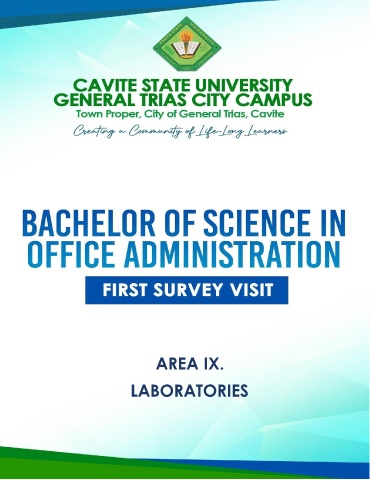 CAVITE STATE UNIVERSITY
GENERAL TRIAS CITY CAMPUS
Town Proper, City of General Trias, Cavite
Creating a Community of Life-Long Learners
BACHELOR OF SCIENCE IN
OFFICE ADMINISTRATION
FIRST SURVEY VISIT
AREA IX.
LABORATORIES